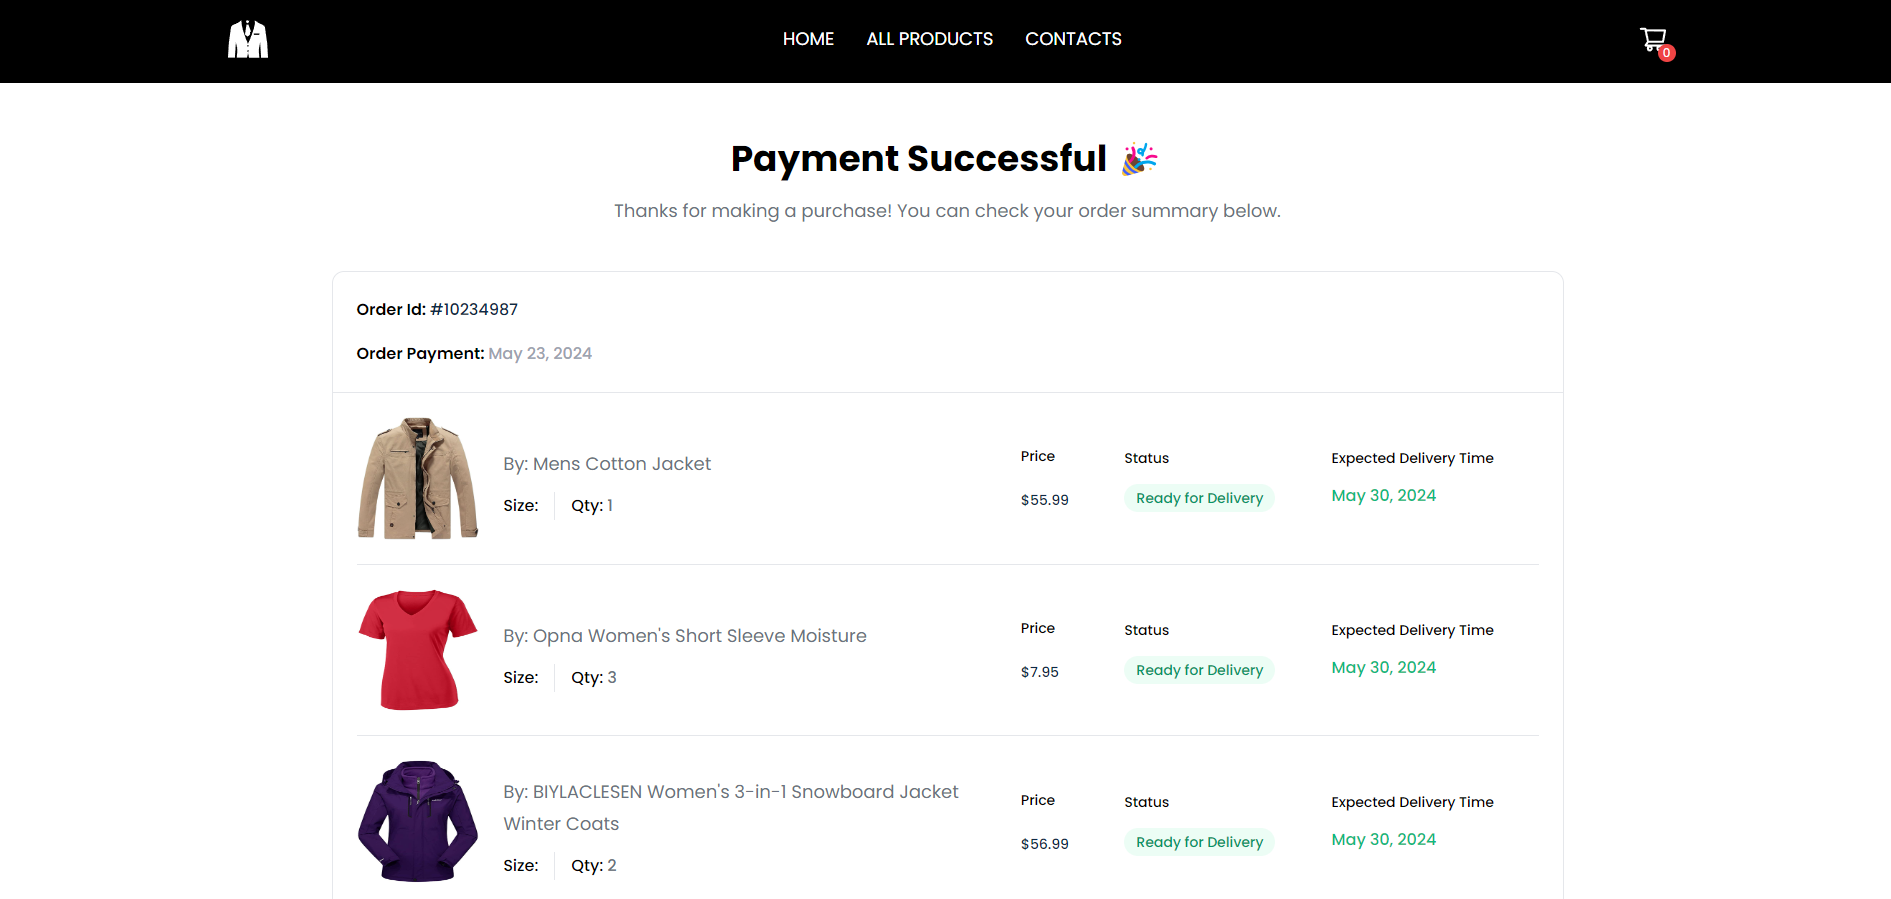 HOME ALL PRODUCTS CONTACTS
0
Payment Successful
Thanks for making a purchase! You can check your order summary below.
Order Id: #10234987
Order Payment: May 23, 2024
By: Mens Cotton Jacket
Size: Qty: 1
Price
$55.99
Status
Ready for Delivery
Expected Delivery Time
May 30, 2024
By: Opna Women's Short Sleeve Moisture
Size: Qty: 3
Price
$7.95
Status
Ready for Delivery
Expected Delivery Time
May 30, 2024
By: BIYLACLESEN Women's 3-in-1 Snowboard Jacket
Winter Coats
Size: Qty: 2
Price
$56.99
Status
Ready for Delivery
Expected Delivery Time
May 30, 2024